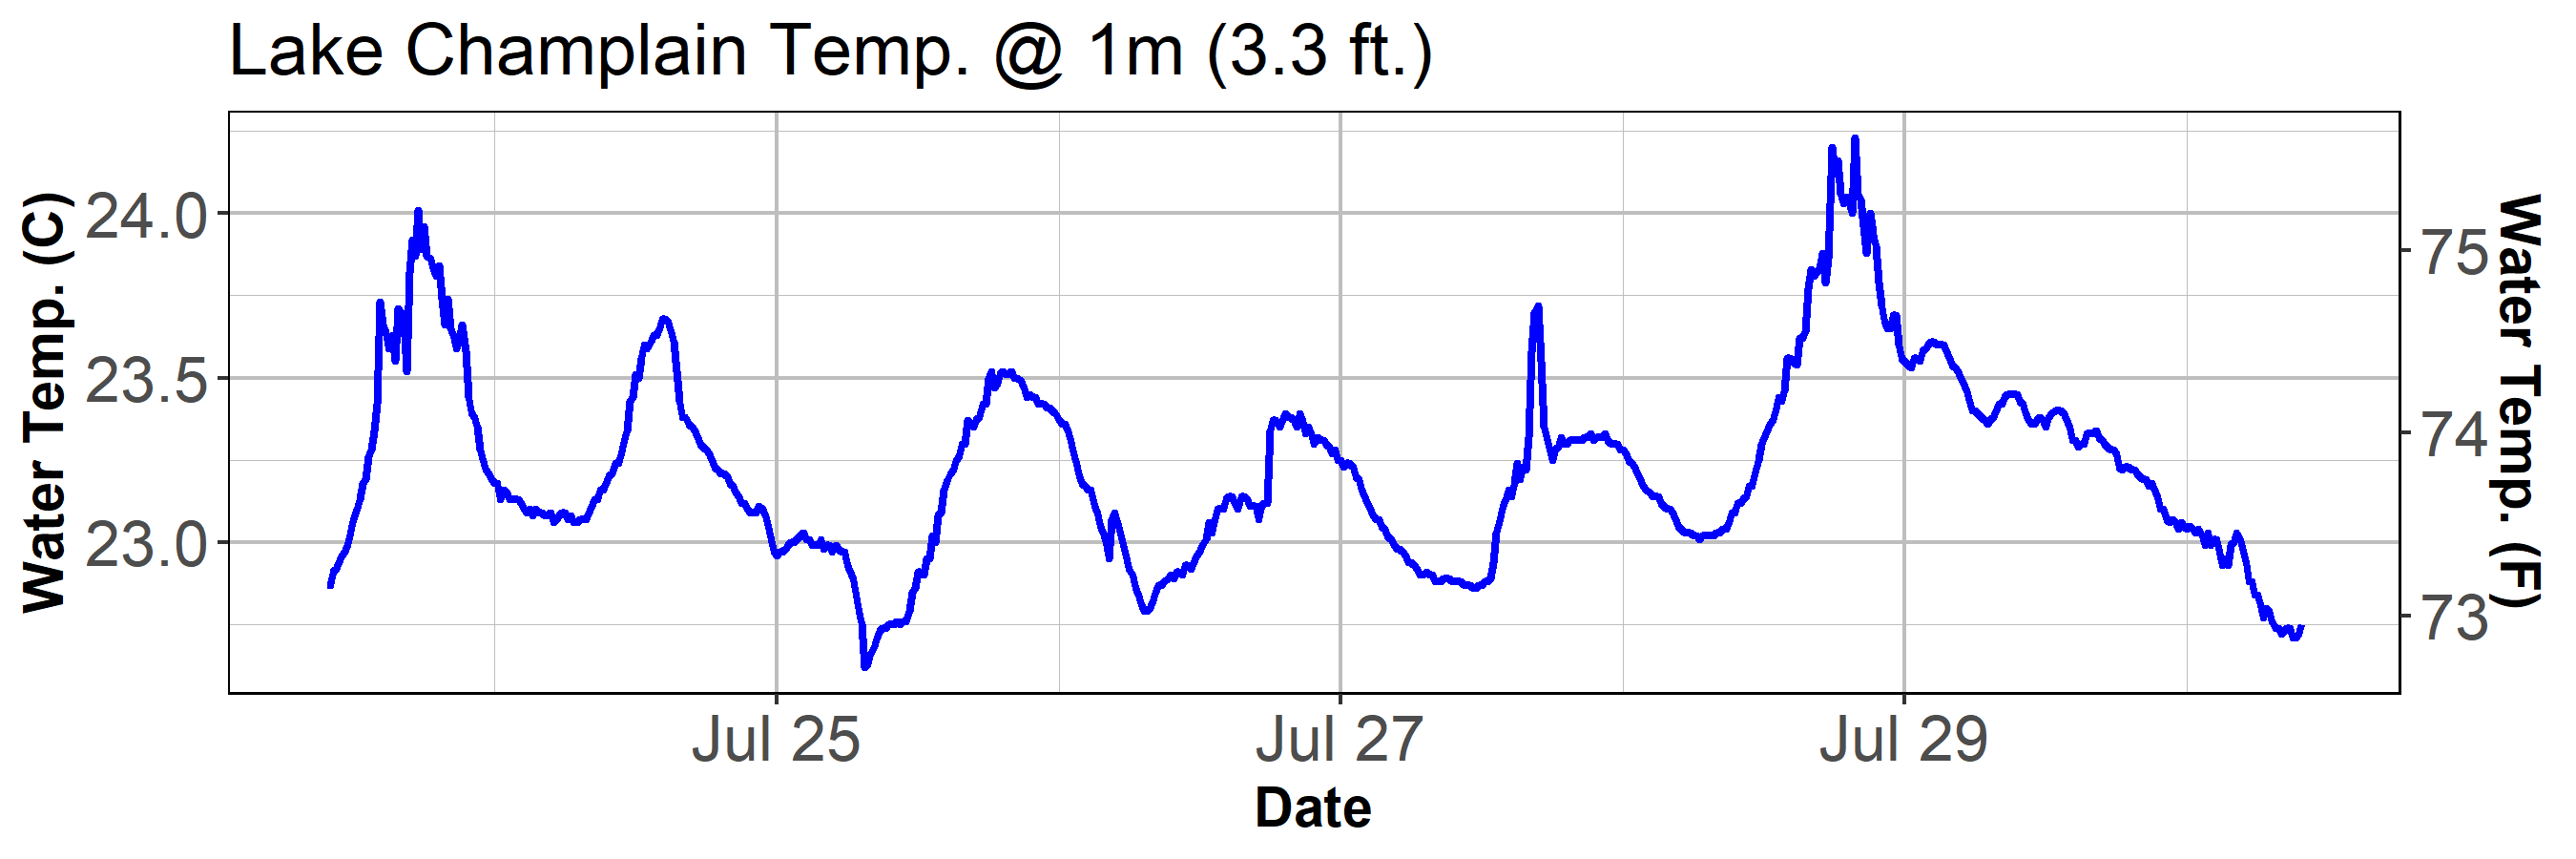 Lake Champlain Temp. @ 1m (3.3 ft.)
Water Temp. (C)
24.0
23.5
23.0
75
74
73
Water Temp. (F)
Jul 25
Jul 27
Jul 29
Date